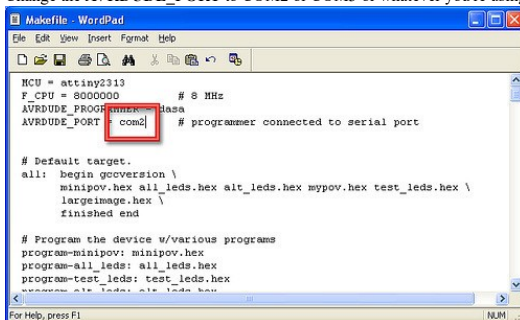 Makefile - WordPad
File Edit View Insert Format Help
MCU = attiny2313
F_CPU = 8000000 # 8 MHz
AVRDUDE_PROGRAMMER = dasa
AVRDUDE_PORT = com2 # programmer connected to serial port
# Default target.
all: begin gccversion \
minipov.hex all_leds.hex alt_leds.hex mypov.hex test_leds.hex \
largeimage.hex \
finished end
# Program the device w/various programs
program-minipov: minipov.hex
program-all_leds: all_leds.hex
program-test_leds: test_leds.hex
For Help, press F1
NUM